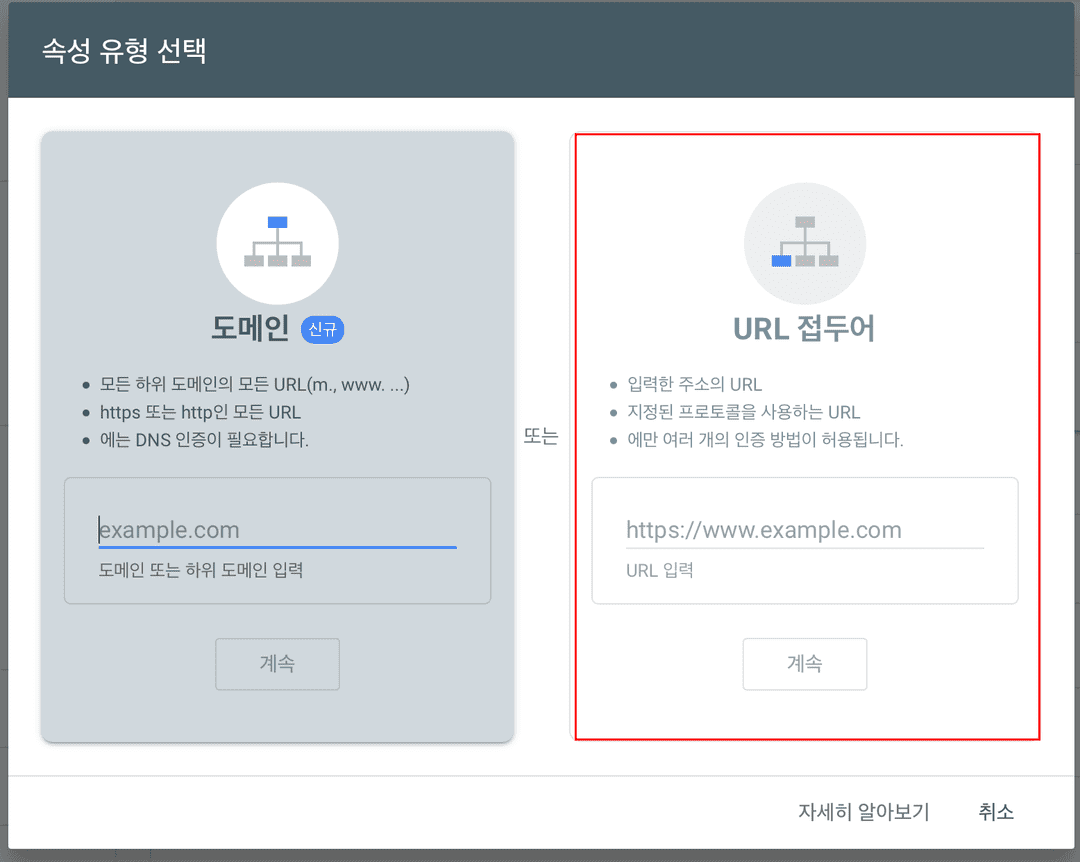 속성 유형 선택
도메인 신규
모든 하위 도메인의 모든 URL(m., www. ...)
https 또는 http인 모든 URL
에는 DNS 인증이 필요합니다.
example.com
도메인 또는 하위 도메인 입력
계속
또는
URL 접두어
입력한 주소의 URL
지정된 프로토콜을 사용하는 URL
에만 여러 개의 인증 방법이 허용됩니다.
https://www.example.com
URL 입력
계속
자세히 알아보기
취소